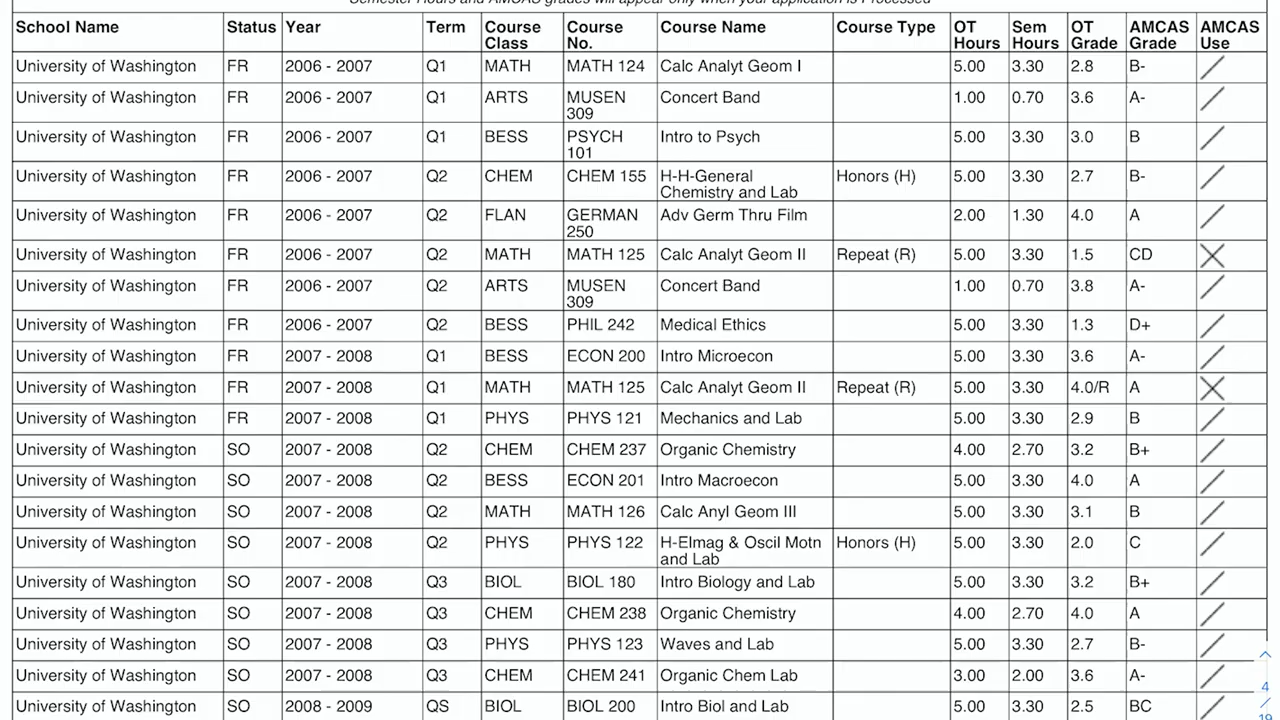 Semester Hours and AMCAS grades will appear only when your application is Processed
School Name Status Year Term Course Class Course No. Course Name Course Type OT Hours Sem Hours OT Grade AMCAS Grade AMCAS Use
University of Washington FR 2006 - 2007 Q1 MATH MATH 124 Calc Analyt Geom I 5.00 3.30 2.8 B-
University of Washington FR 2006 - 2007 Q1 ARTS MUSEN 309 Concert Band 1.00 0.70 3.6 A-
University of Washington FR 2006 - 2007 Q1 BESS PSYCH 101 Intro to Psych 5.00 3.30 3.0 B
University of Washington FR 2006 - 2007 Q2 CHEM CHEM 155 H-H-General Chemistry and Lab Honors (H) 5.00 3.30 2.7 B-
University of Washington FR 2006 - 2007 Q2 FLAN GERMAN 250 Adv Germ Thru Film 2.00 1.30 4.0 A
University of Washington FR 2006 - 2007 Q2 MATH MATH 125 Calc Analyt Geom II Repeat (R) 5.00 3.30 1.5 CD
University of Washington FR 2006 - 2007 Q2 ARTS MUSEN 309 Concert Band 1.00 0.70 3.8 A-
University of Washington FR 2006 - 2007 Q2 BESS PHIL 242 Medical Ethics 5.00 3.30 1.3 D+
University of Washington FR 2007 - 2008 Q1 BESS ECON 200 Intro Microecon 5.00 3.30 3.6 A-
University of Washington FR 2007 - 2008 Q1 MATH MATH 125 Calc Analyt Geom II Repeat (R) 5.00 3.30 4.0/R A
University of Washington FR 2007 - 2008 Q1 PHYS PHYS 121 Mechanics and Lab 5.00 3.30 2.9 B
University of Washington SO 2007 - 2008 Q2 CHEM CHEM 237 Organic Chemistry 4.00 2.70 3.2 B+
University of Washington SO 2007 - 2008 Q2 BESS ECON 201 Intro Macroecon 5.00 3.30 4.0 A
University of Washington SO 2007 - 2008 Q2 MATH MATH 126 Calc Anyl Geom III 5.00 3.30 3.1 B
University of Washington SO 2007 - 2008 Q2 PHYS PHYS 122 H-Elmag & Oscil Motn and Lab Honors (H) 5.00 3.30 2.0 C
University of Washington SO 2007 - 2008 Q3 BIOL BIOL 180 Intro Biology and Lab 5.00 3.30 3.2 B+
University of Washington SO 2007 - 2008 Q3 CHEM CHEM 238 Organic Chemistry 4.00 2.70 4.0 A
University of Washington SO 2007 - 2008 Q3 PHYS PHYS 123 Waves and Lab 5.00 3.30 2.7 B-
University of Washington SO 2007 - 2008 Q3 CHEM CHEM 241 Organic Chem Lab 3.00 2.00 3.6 A-
University of Washington SO 2008 - 2009 QS BIOL BIOL 200 Intro Biol and Lab 5.00 3.30 2.5 BC
4
/